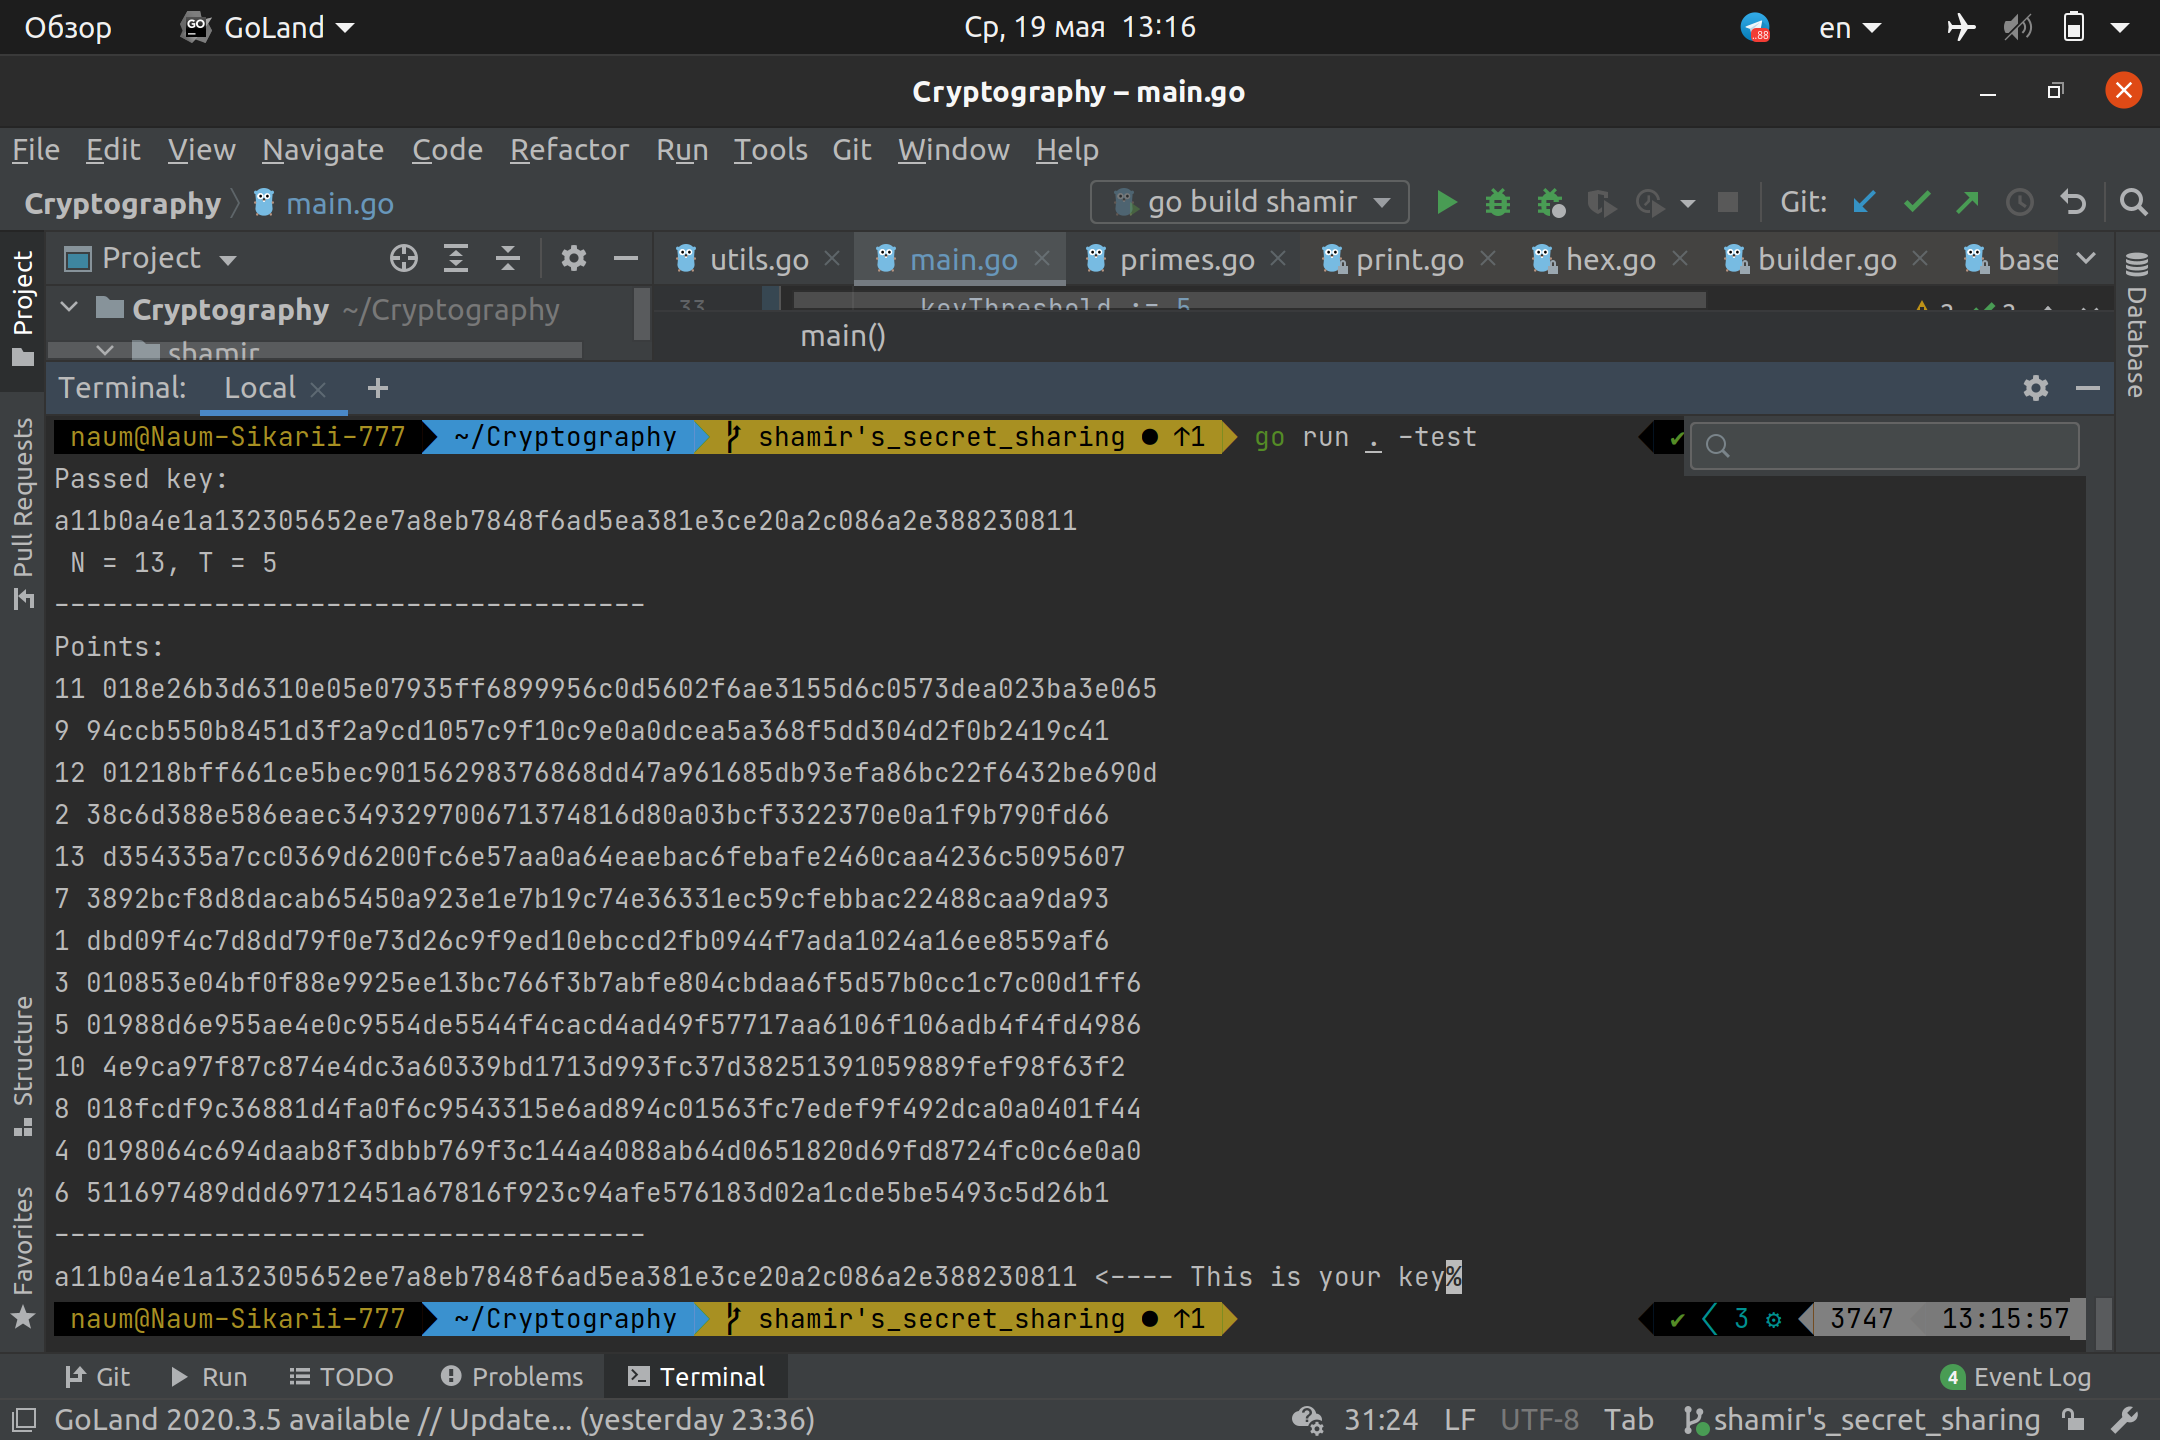 Обзор GoLand Ср, 19 мая 13:16 en
88
Cryptography – main.go
File Edit View Navigate Code Refactor Run Tools Git Window Help
Cryptography main.go go build shamir Git:
Project utils.go main.go primes.go print.go hex.go builder.go base
Cryptography ~/Cryptography 33 keyThreshold := 5
shamir main()
Terminal: Local +
naum@Naum-Sikarii-777 ~/Cryptography shamir's_secret_sharing ● ↑1 go run . -test ✔
Passed key:
a11b0a4e1a132305652ee7a8eb7848f6ad5ea381e3ce20a2c086a2e388230811
N = 13, T = 5
-------------------------------------
Points:
11 018e26b3d6310e05e07935ff6899956c0d5602f6ae3155d6c0573dea023ba3e065
9 94ccb550b8451d3f2a9cd1057c9f10c9e0a0dcea5a368f5dd304d2f0b2419c41
12 01218bff661ce5bec90156298376868dd47a961685db93efa86bc22f6432be690d
2 38c6d388e586eaec349329700671374816d80a03bcf3322370e0a1f9b790fd66
13 d354335a7cc0369d6200fc6e57aa0a64eaebac6febafe2460caa4236c5095607
7 3892bcf8d8dacab65450a923e1e7b19c74e36331ec59cfebbac22488caa9da93
1 dbd09f4c7d8dd79f0e73d26c9f9ed10ebccd2fb0944f7ada1024a16ee8559af6
3 010853e04bf0f88e9925ee13bc766f3b7abfe804cbdaa6f5d57b0cc1c7c00d1ff6
5 01988d6e955ae4e0c9554de5544f4cacd4ad49f57717aa6106f106adb4f4fd4986
10 4e9ca97f87c874e4dc3a60339bd1713d993fc37d38251391059889fef98f63f2
8 018fcdf9c36881d4fa0f6c9543315e6ad894c01563fc7edef9f492dca0a0401f44
4 0198064c694daab8f3dbbb769f3c144a4088ab64d0651820d69fd8724fc0c6e0a0
6 511697489ddd69712451a67816f923c94afe576183d02a1cde5be5493c5d26b1
-------------------------------------
a11b0a4e1a132305652ee7a8eb7848f6ad5ea381e3ce20a2c086a2e388230811 <---- This is your key%
naum@Naum-Sikarii-777 ~/Cryptography shamir's_secret_sharing ● ↑1 ✔ 3 3747 13:15:57
Project
Pull Requests
Structure
Favorites
Database
Git Run TODO Problems Terminal 4 Event Log
GoLand 2020.3.5 available // Update... (yesterday 23:36) 31:24 LF UTF-8 Tab shamir's_secret_sharing